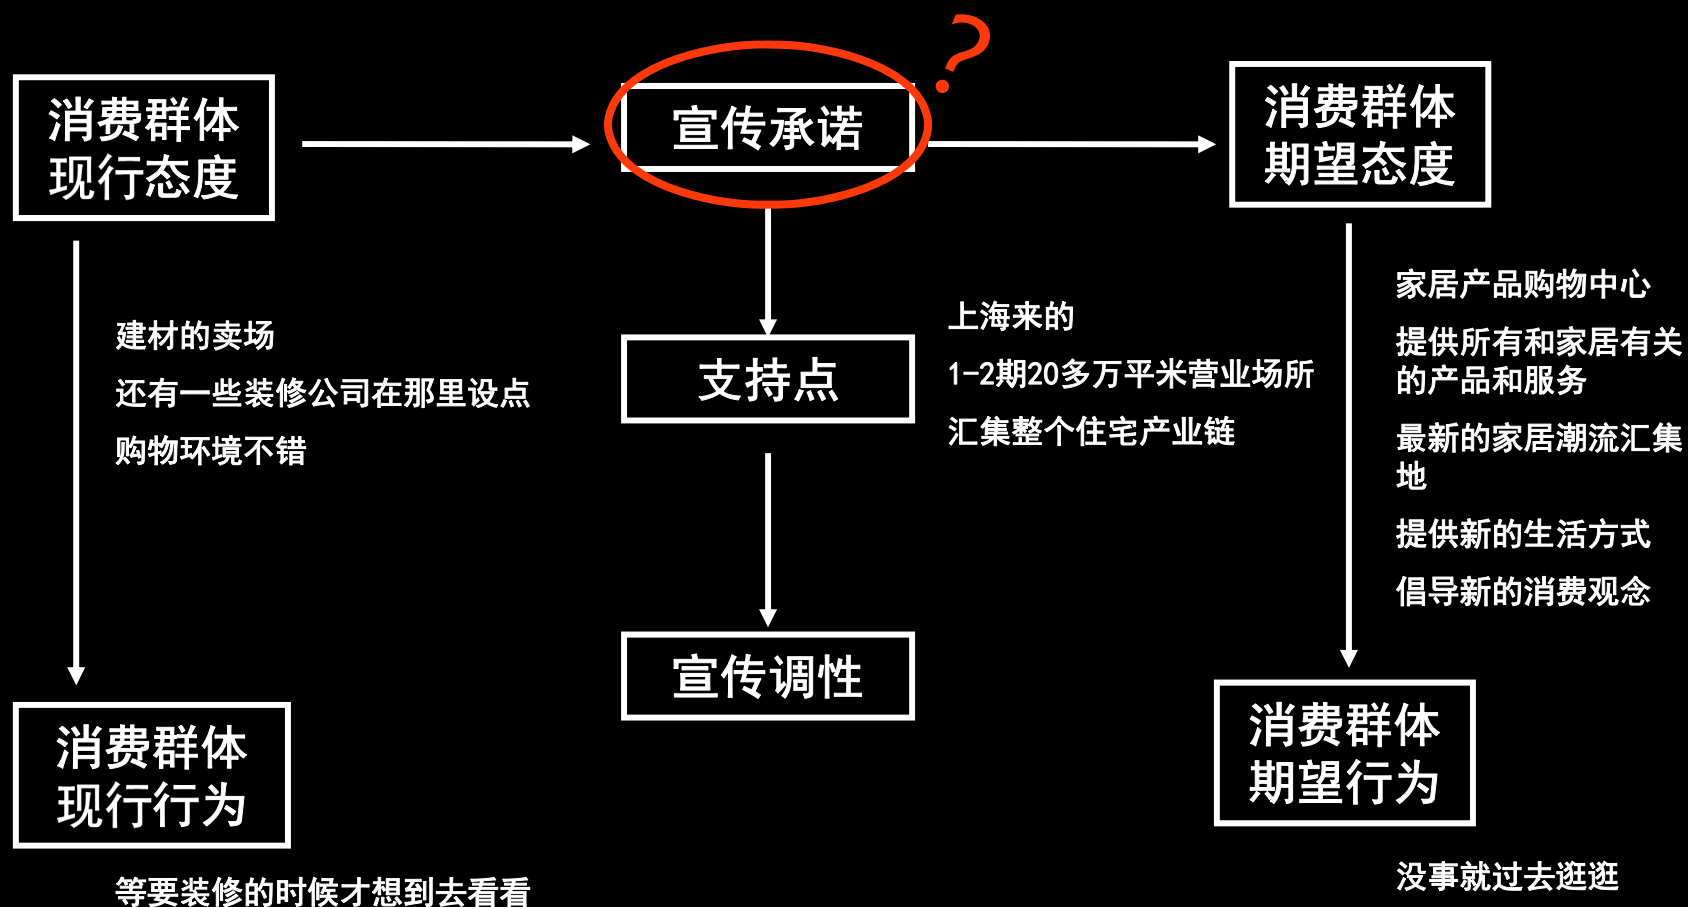 ?
消费群体
现行态度
宣传承诺
消费群体
期望态度
建材的卖场
还有一些装修公司在那里设点
购物环境不错
支持点
上海来的
1-2期20多万平米营业场所
汇集整个住宅产业链
家居产品购物中心
提供所有和家居有关
的产品和服务
最新的家居潮流汇集
地
提供新的生活方式
倡导新的消费观念
宣传调性
消费群体
现行行为
消费群体
期望行为
等要装修的时候才想到去看看
没事就过去逛逛